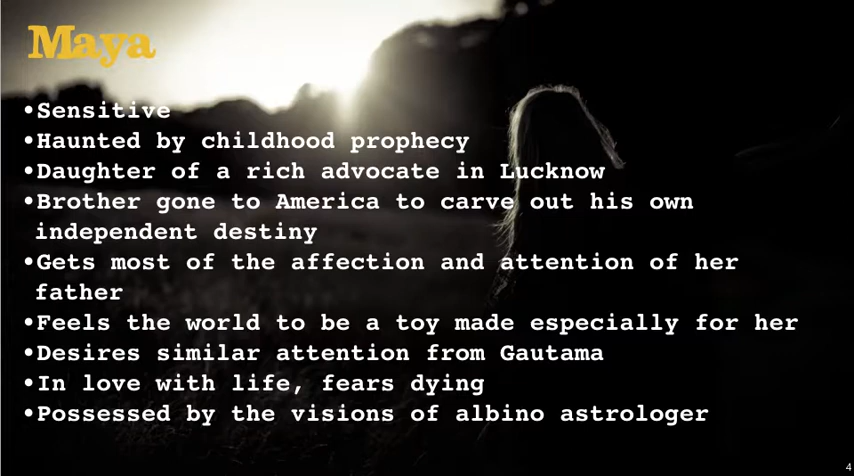 Maya
•Sensitive
•Haunted by childhood prophecy
•Daughter of a rich advocate in Lucknow
•Brother gone to America to carve out his own
independent destiny
•Gets most of the affection and attention of her
father
•Feels the world to be a toy made especially for her
•Desires similar attention from Gautama
•In love with life, fears dying
•Possessed by the visions of albino astrologer
4